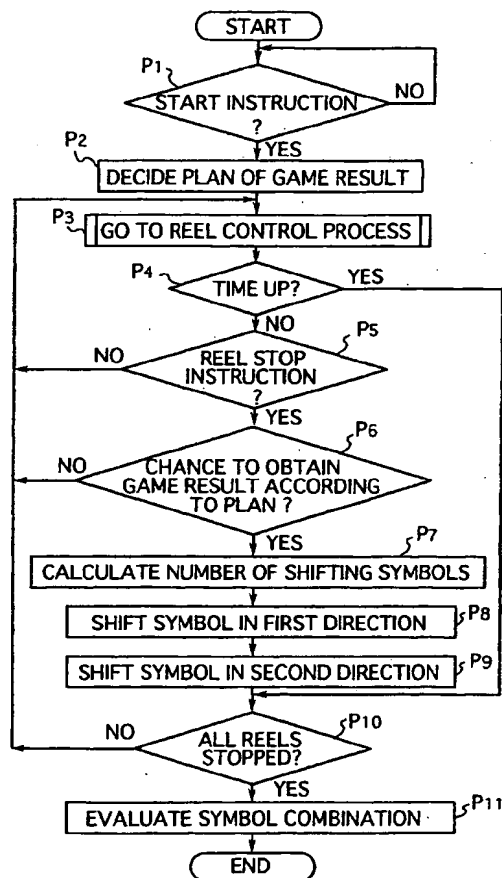 START
P1
START INSTRUCTION
?
NO
YES
P2
DECIDE PLAN OF GAME RESULT
P3
GO TO REEL CONTROL PROCESS
P4
TIME UP?
YES
NO
P5
REEL STOP
INSTRUCTION
?
NO
YES
P6
CHANCE TO OBTAIN
GAME RESULT ACCORDING
TO PLAN ?
NO
YES
P7
CALCULATE NUMBER OF SHIFTING SYMBOLS
SHIFT SYMBOL IN FIRST DIRECTION
P8
SHIFT SYMBOL IN SECOND DIRECTION
P9
P10
ALL REELS
STOPPED?
NO
YES
EVALUATE SYMBOL COMBINATION
P11
END